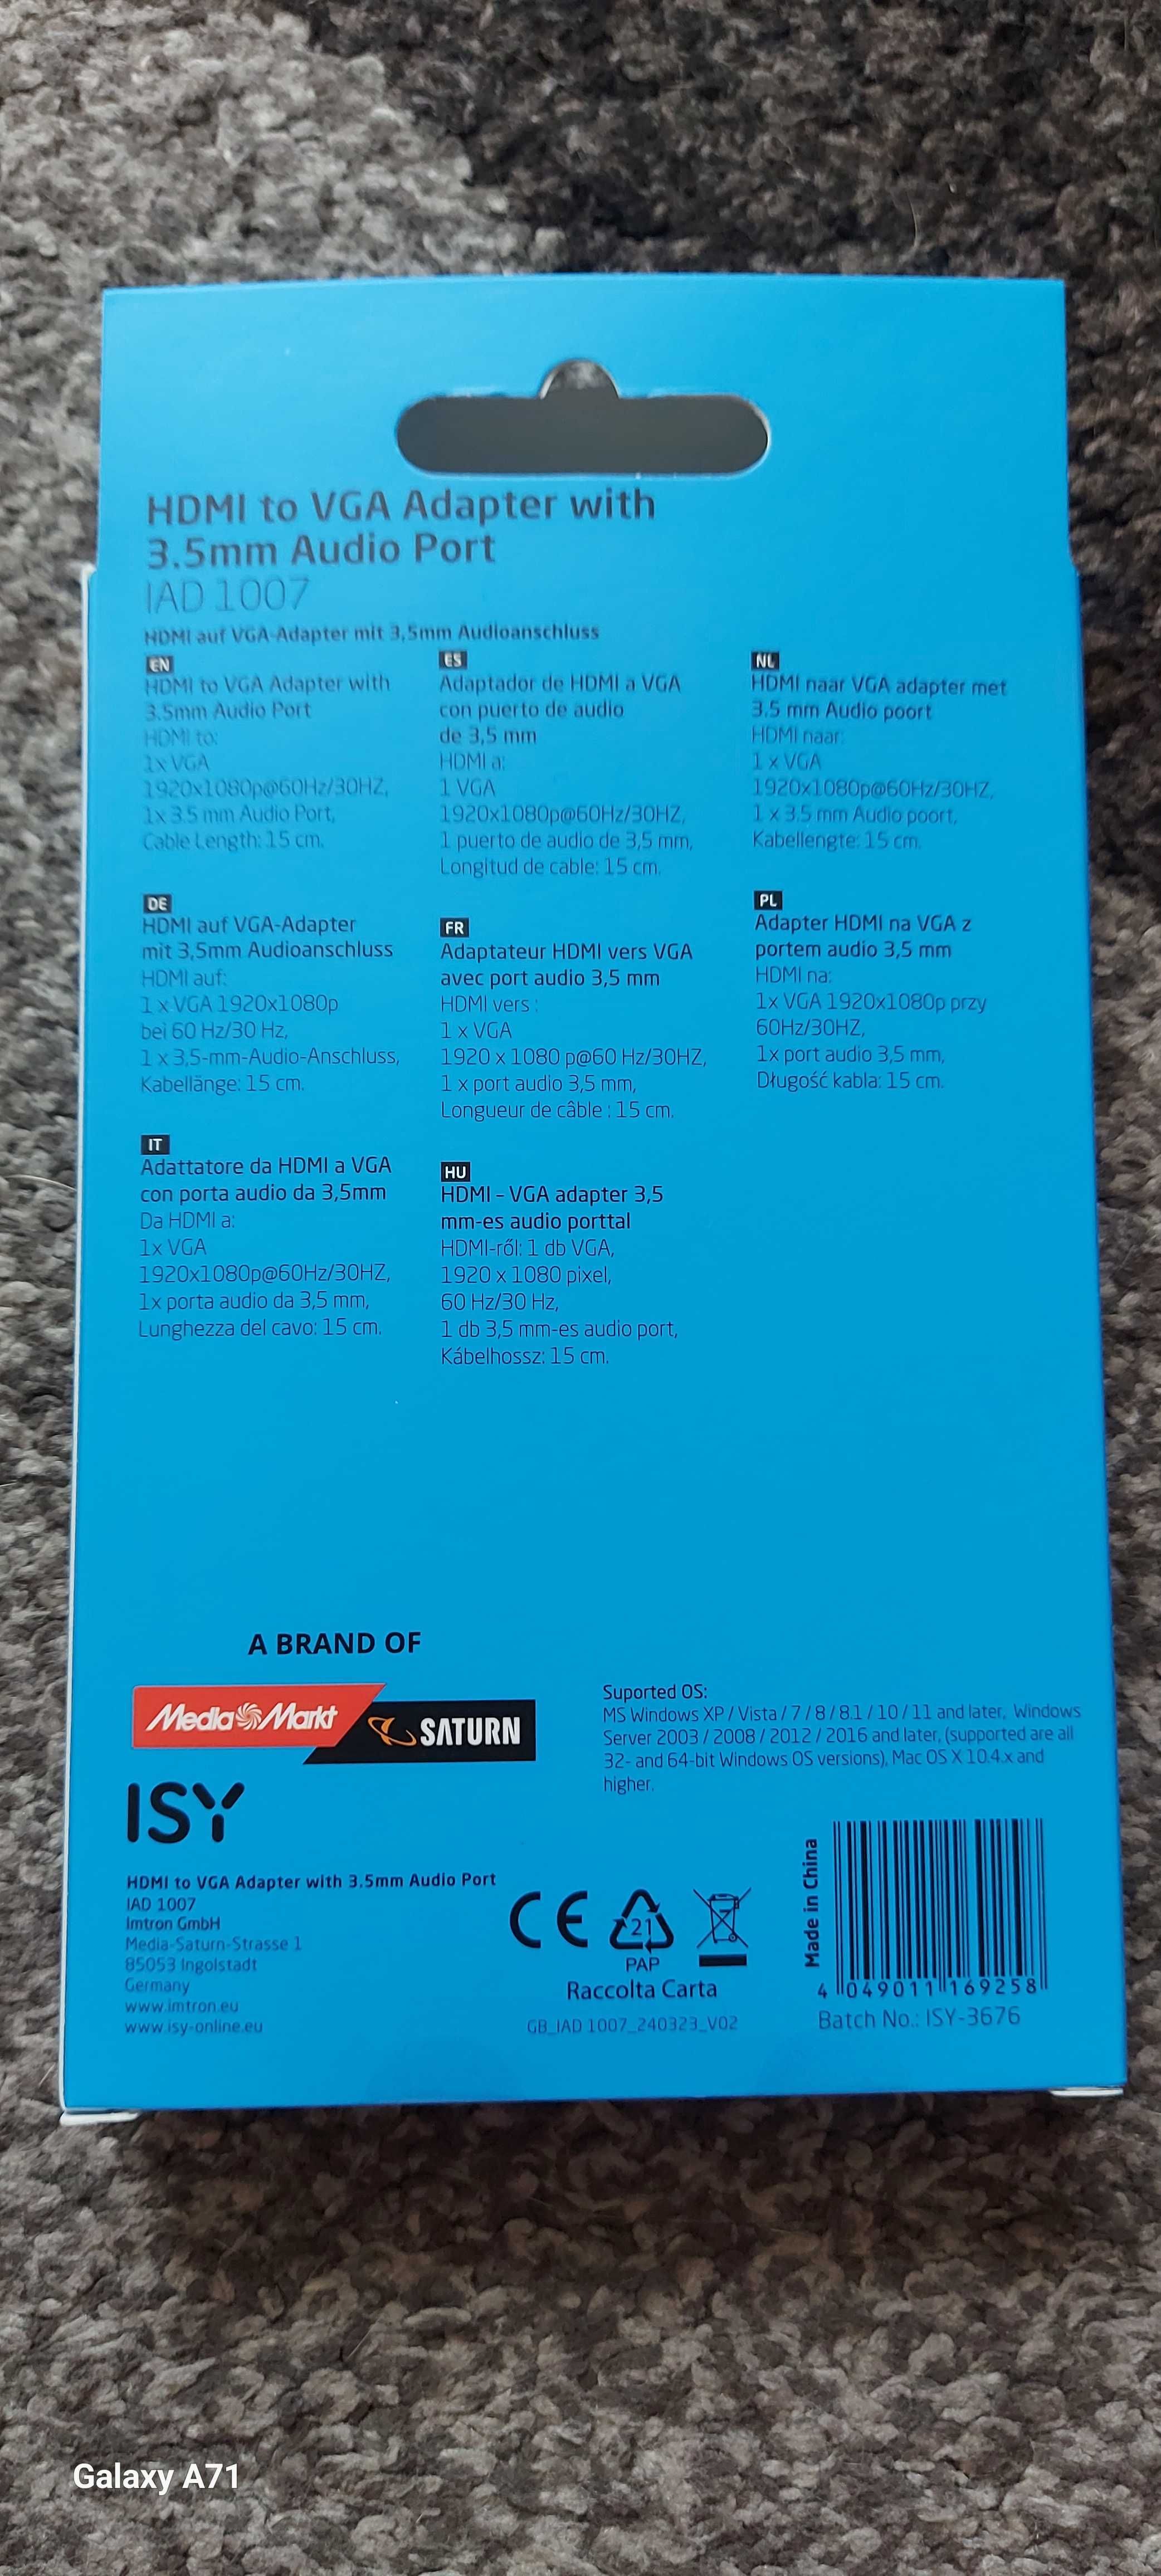 HDMI to VGA Adapter with
3.5mm Audio Port
IAD 1007
HDMI auf VGA-Adapter mit 3,5mm Audioanschluss
EN
HDMI to VGA Adapter with
3.5mm Audio Port
HDMI to:
1x VGA
1920x1080p@60Hz/30HZ,
1x 3.5 mm Audio Port,
Cable Length: 15 cm.
DE
HDMI auf VGA-Adapter
mit 3,5mm Audioanschluss
HDMI auf:
1 x VGA 1920x1080p
bei 60 Hz/30 Hz,
1 x 3,5-mm-Audio-Anschluss,
Kabellänge: 15 cm.
IT
Adattatore da HDMI a VGA
con porta audio da 3,5mm
Da HDMI a:
1x VGA
1920x1080p@60Hz/30HZ,
1x porta audio da 3,5 mm,
Lunghezza del cavo: 15 cm.
ES
Adaptador de HDMI a VGA
con puerto de audio
de 3,5 mm
HDMI a:
1 VGA
1920x1080p@60Hz/30HZ,
1 puerto de audio de 3,5 mm,
Longitud de cable: 15 cm.
FR
Adaptateur HDMI vers VGA
avec port audio 3,5 mm
HDMI vers :
1 x VGA
1920 x 1080 p@60 Hz/30HZ,
1 x port audio 3,5 mm,
Longueur de câble : 15 cm.
HU
HDMI – VGA adapter 3,5
mm-es audio porttal
HDMI-ről: 1 db VGA,
1920 x 1080 pixel,
60 Hz/30 Hz,
1 db 3,5 mm-es audio port,
Kábelhossz: 15 cm.
NL
HDMI naar VGA adapter met
3.5 mm Audio poort
HDMI naar:
1 x VGA
1920x1080p@60Hz/30HZ,
1 x 3.5 mm Audio poort,
Kabellengte: 15 cm.
PL
Adapter HDMI na VGA z
portem audio 3,5 mm
HDMI na:
1x VGA 1920x1080p przy
60Hz/30HZ,
1x port audio 3,5 mm,
Długość kabla: 15 cm.
A BRAND OF
Media Markt
SATURN
ISY
HDMI to VGA Adapter with 3.5mm Audio Port
IAD 1007
Imtron GmbH
Media-Saturn-Strasse 1
85053 Ingolstadt
Germany
www.imtron.eu
www.isy-online.eu
Suported OS:
MS Windows XP / Vista / 7 / 8 / 8.1 / 10 / 11 and later, Windows
Server 2003 / 2008 / 2012 / 2016 and later, (supported are all
32- and 64-bit Windows OS versions), Mac OS X 10.4.x and
higher.
CE
21
PAP
Raccolta Carta
GB_IAD 1007_240323_V02
Made in China
4 049011 169258
Batch No.: ISY-3676
Galaxy A71